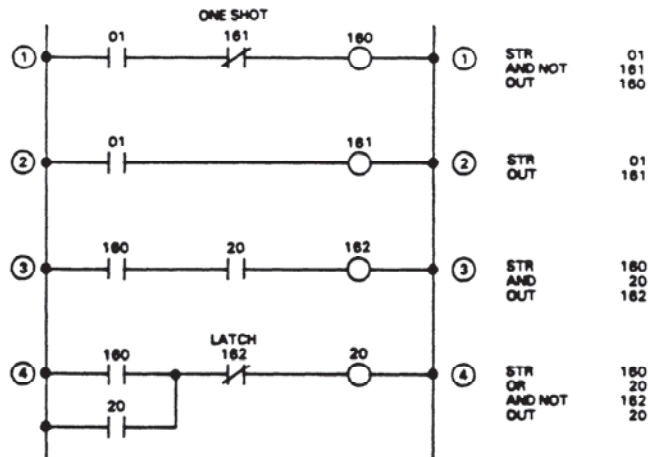 ONE SHOT
01 161 160
1 1 STR 01
AND NOT 161
OUT 160
01 161
2 2 STR 01
OUT 161
160 20 162
3 3 STR 160
AND 20
OUT 162
LATCH
160 162 20
4 4 STR 160
20 OR 20
AND NOT 162
OUT 20